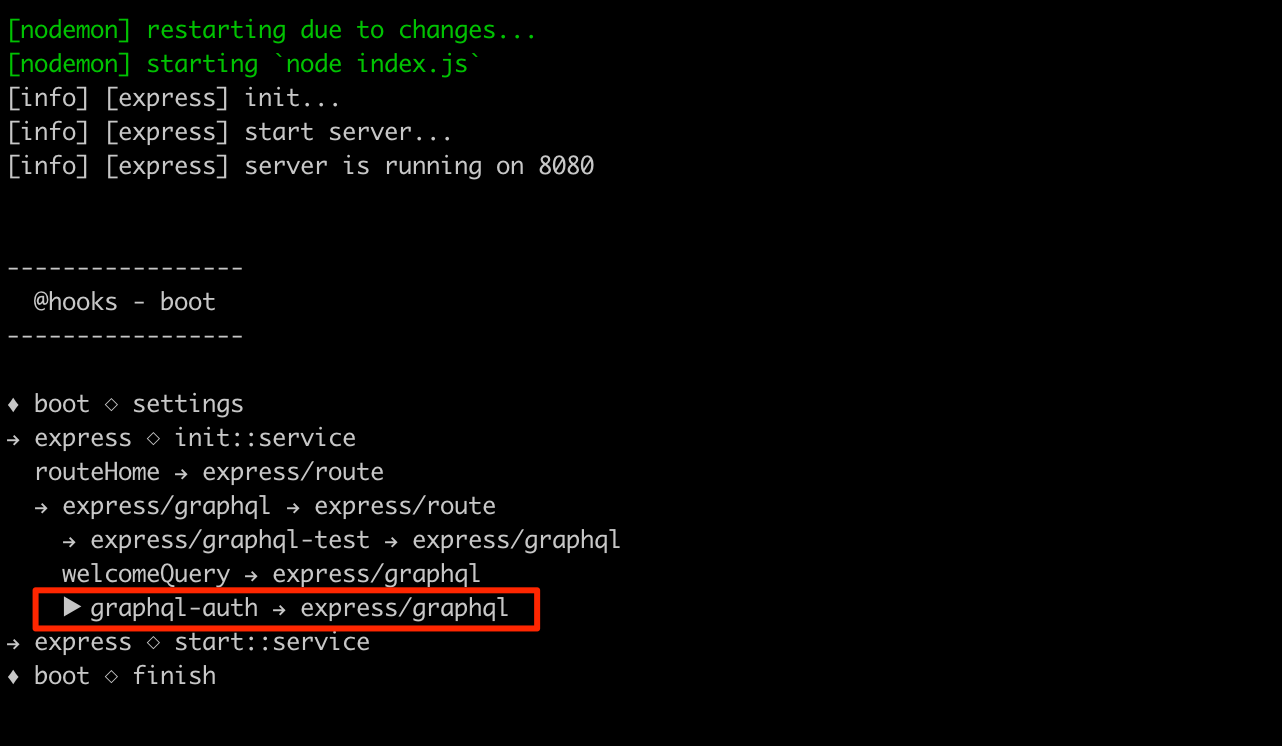 [nodemon] restarting due to changes...
[nodemon] starting `node index.js`
[info] [express] init...
[info] [express] start server...
[info] [express] server is running on 8080
-----------------
  @hooks - boot
-----------------
♦ boot ◇ settings
→ express ◇ init::service
  routeHome → express/route
  → express/graphql → express/route
    → express/graphql-test → express/graphql
    welcomeQuery → express/graphql
    ▶ graphql-auth → express/graphql
→ express ◇ start::service
♦ boot ◇ finish